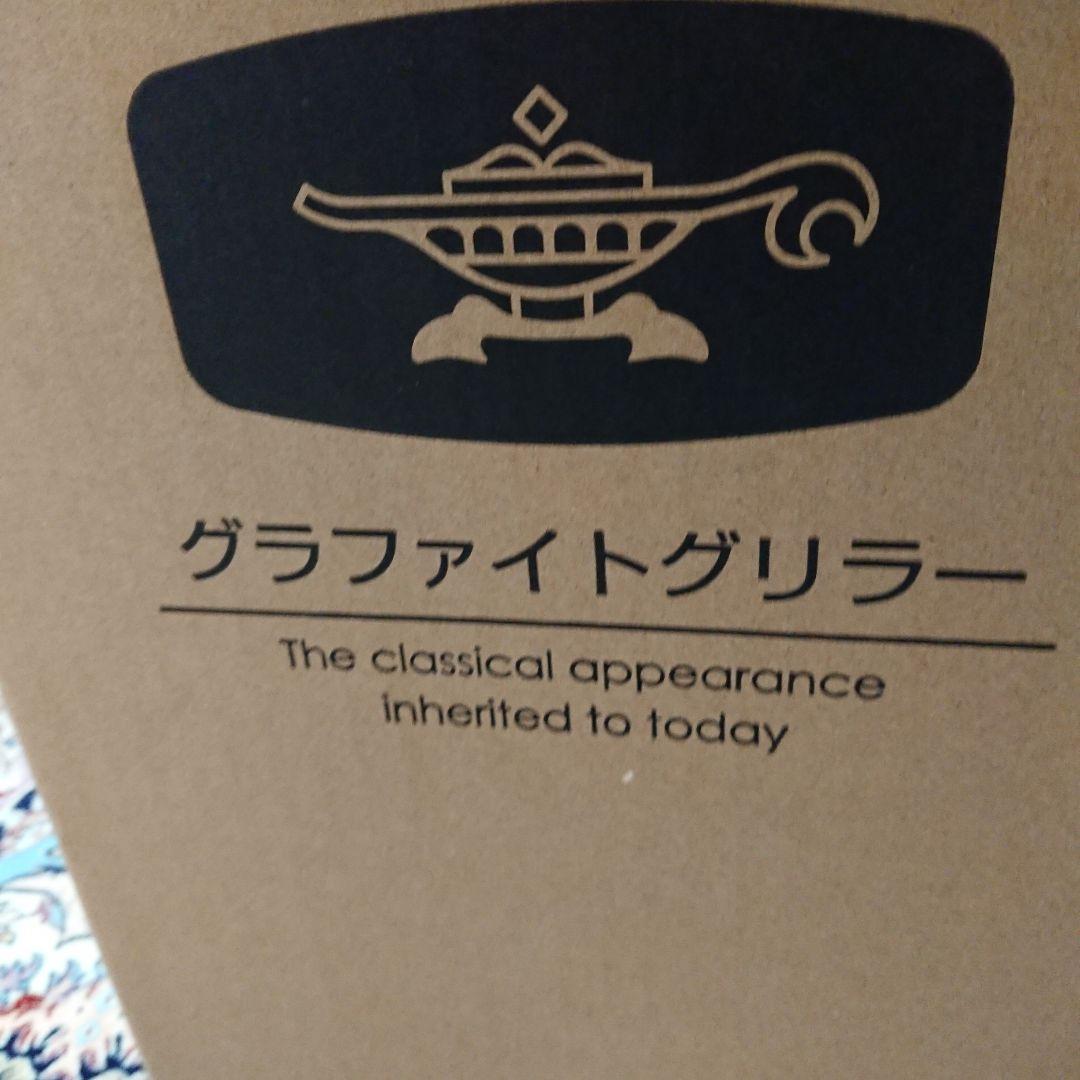 グラファイトグリラー
The classical appearance
inherited to today